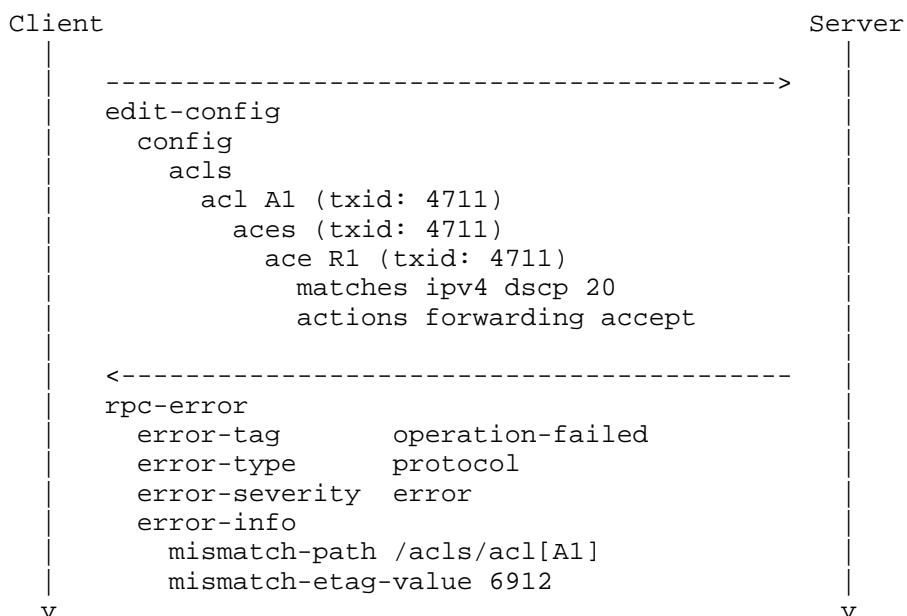 Client                                            Server
  |                                                 |
  |   ------------------------------------------>   |
  |   edit-config                                   |
  |     config                                      |
  |       acls                                      |
  |         acl A1 (txid: 4711)                     |
  |           aces (txid: 4711)                     |
  |             ace R1 (txid: 4711)                 |
  |               matches ipv4 dscp 20              |
  |               actions forwarding accept         |
  |                                                 |
  |   <------------------------------------------   |
  |   rpc-error                                     |
  |     error-tag       operation-failed            |
  |     error-type      protocol                    |
  |     error-severity  error                       |
  |     error-info                                  |
  |       mismatch-path /acls/acl[A1]               |
  |       mismatch-etag-value 6912                  |
  v                                                 v